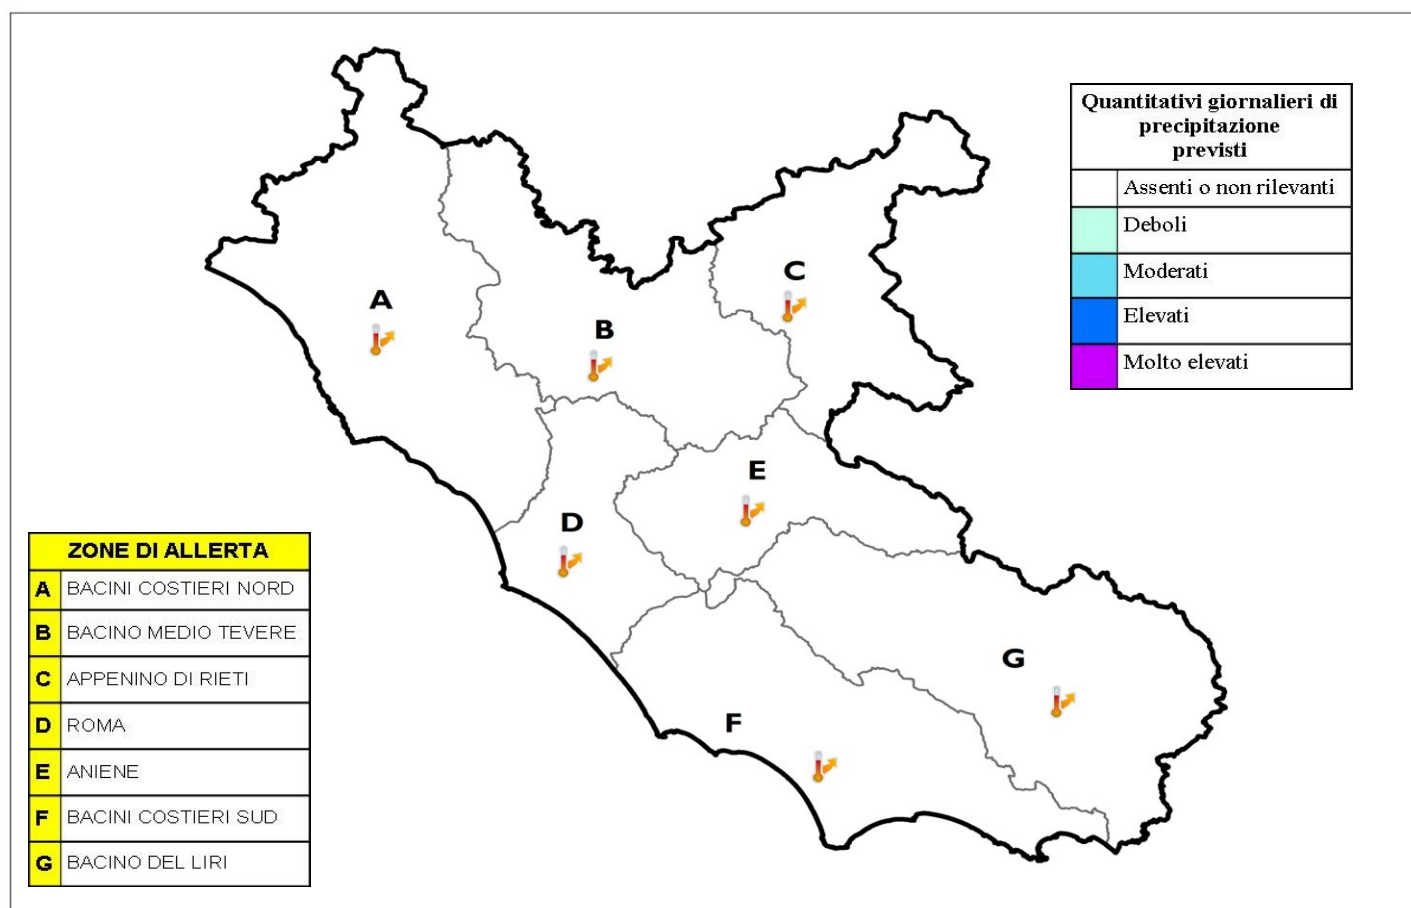 Quantitativi giornalieri di
precipitazione
previsti
Assenti o non rilevanti
Deboli
Moderati
Elevati
Molto elevati
A
B
C
D
E
F
G
ZONE DI ALLERTA
A BACINI COSTIERI NORD
B BACINO MEDIO TEVERE
C APPENINO DI RIETI
D ROMA
E ANIENE
F BACINI COSTIERI SUD
G BACINO DEL LIRI